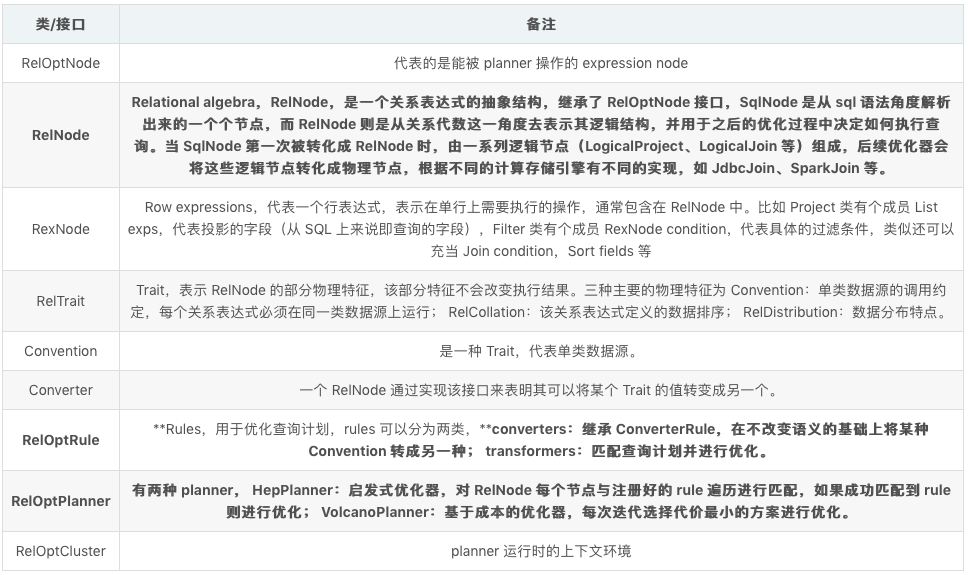 类/接口 备注
RelOptNode 代表的是能被 planner 操作的 expression node
Relational algebra，RelNode，是一个关系表达式的抽象结构，继承了 RelOptNode 接口，SqlNode 是从 sql 语法角度解析
出来的一个个节点，而 RelNode 则是从关系代数这一角度去表示其逻辑结构，并用于之后的优化过程中决定如何执行查
RelNode
询。当 SqlNode 第一次被转化成 RelNode 时，由一系列逻辑节点（LogicalProject、LogicalJoin 等）组成，后续优化器会
将这些逻辑节点转化成物理节点，根据不同的计算存储引擎有不同的实现，如 JdbcJoin、SparkJoin 等。
Row expressions，代表一个行表达式，表示在单行上需要执行的操作，通常包含在 RelNode 中。比如 Project 类有个成员 List
RexNode exps，代表投影的字段（从 SQL 上来说即查询的字段），Filter 类有个成员 RexNode condition，代表具体的过滤条件，类似还可以
充当 Join condition，Sort fields 等
Trait，表示 RelNode 的部分物理特征，该部分特征不会改变执行结果。三种主要的物理特征为 Convention：单类数据源的调用约
RelTrait
定，每个关系表达式必须在同一类数据源上运行； RelCollation：该关系表达式定义的数据排序； RelDistribution：数据分布特点。
Convention 是一种 Trait，代表单类数据源。
Converter 一个 RelNode 通过实现该接口来表明其可以将某个 Trait 的值转变成另一个。
**Rules，用于优化查询计划，rules 可以分为两类，**converters：继承 ConverterRule，在不改变语义的基础上将某种
RelOptRule
Convention 转成另一种； transformers：匹配查询计划并进行优化。
有两种 planner， HepPlanner：启发式优化器，对 RelNode 每个节点与注册好的 rule 遍历进行匹配，如果成功匹配到 rule
RelOptPlanner
则进行优化； VolcanoPlanner：基于成本的优化器，每次迭代选择代价最小的方案进行优化。
RelOptCluster planner 运行时的上下文环境